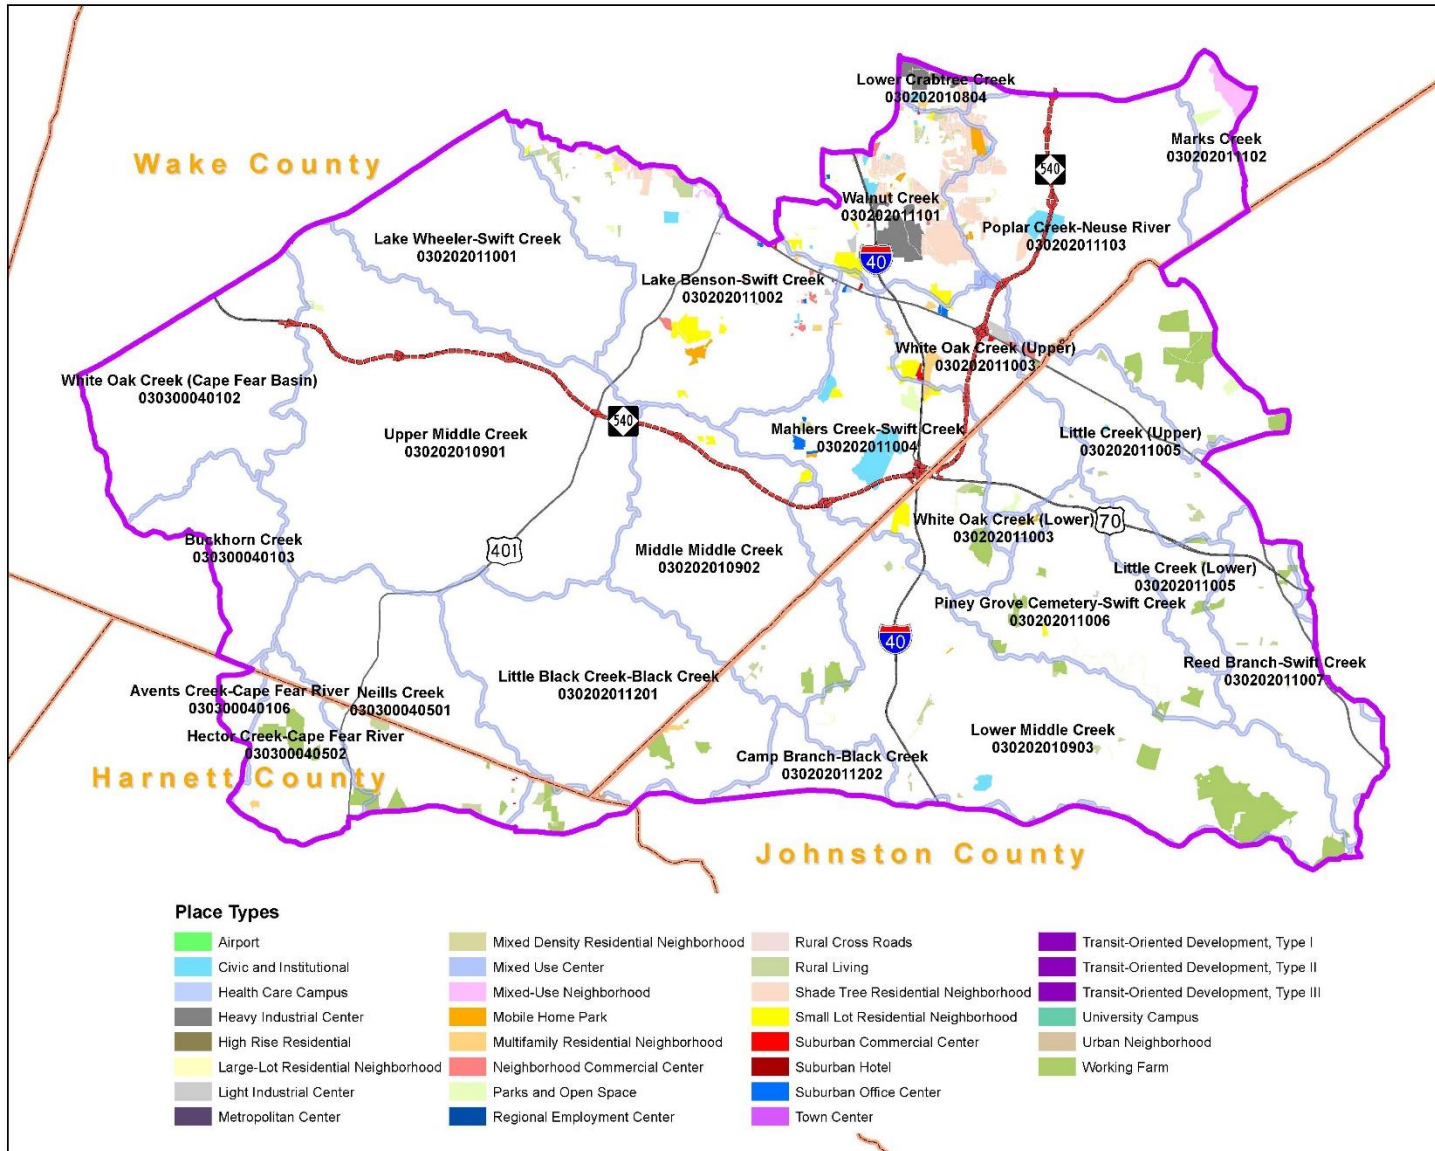 Lower Crabtree Creek
030202010804
Wake County
Marks Creek
030202011102
540
Walnut Creek
030202011101
Poplar Creek-Neuse River
030202011103
Lake Wheeler-Swift Creek
030202011001
40
Lake Benson-Swift Creek
030202011002
White Oak Creek (Upper)
030202011003
White Oak Creek (Cape Fear Basin)
030300040102
540
Upper Middle Creek
030202010901
Mahlers Creek-Swift Creek
030202011004
Little Creek (Upper)
030202011005
White Oak Creek (Lower)
030202011003
70
Buckhorn Creek
030300040103
401
Middle Middle Creek
030202010902
Little Creek (Lower)
030202011005
Piney Grove Cemetery-Swift Creek
030202011006
40
Reed Branch-Swift Creek
030202011007
Little Black Creek-Black Creek
030202011201
Avents Creek-Cape Fear River
030300040106
Neills Creek
030300040501
Hector Creek-Cape Fear River
030300040502
Lower Middle Creek
030202010903
Camp Branch-Black Creek
030202011202
Harnett County
Johnston County
Place Types
Airport
Civic and Institutional
Health Care Campus
Heavy Industrial Center
High Rise Residential
Large-Lot Residential Neighborhood
Light Industrial Center
Metropolitan Center
Mixed Density Residential Neighborhood
Mixed Use Center
Mixed-Use Neighborhood
Mobile Home Park
Multifamily Residential Neighborhood
Neighborhood Commercial Center
Parks and Open Space
Regional Employment Center
Rural Cross Roads
Rural Living
Shade Tree Residential Neighborhood
Small Lot Residential Neighborhood
Suburban Commercial Center
Suburban Hotel
Suburban Office Center
Town Center
Transit-Oriented Development, Type I
Transit-Oriented Development, Type II
Transit-Oriented Development, Type III
University Campus
Urban Neighborhood
Working Farm